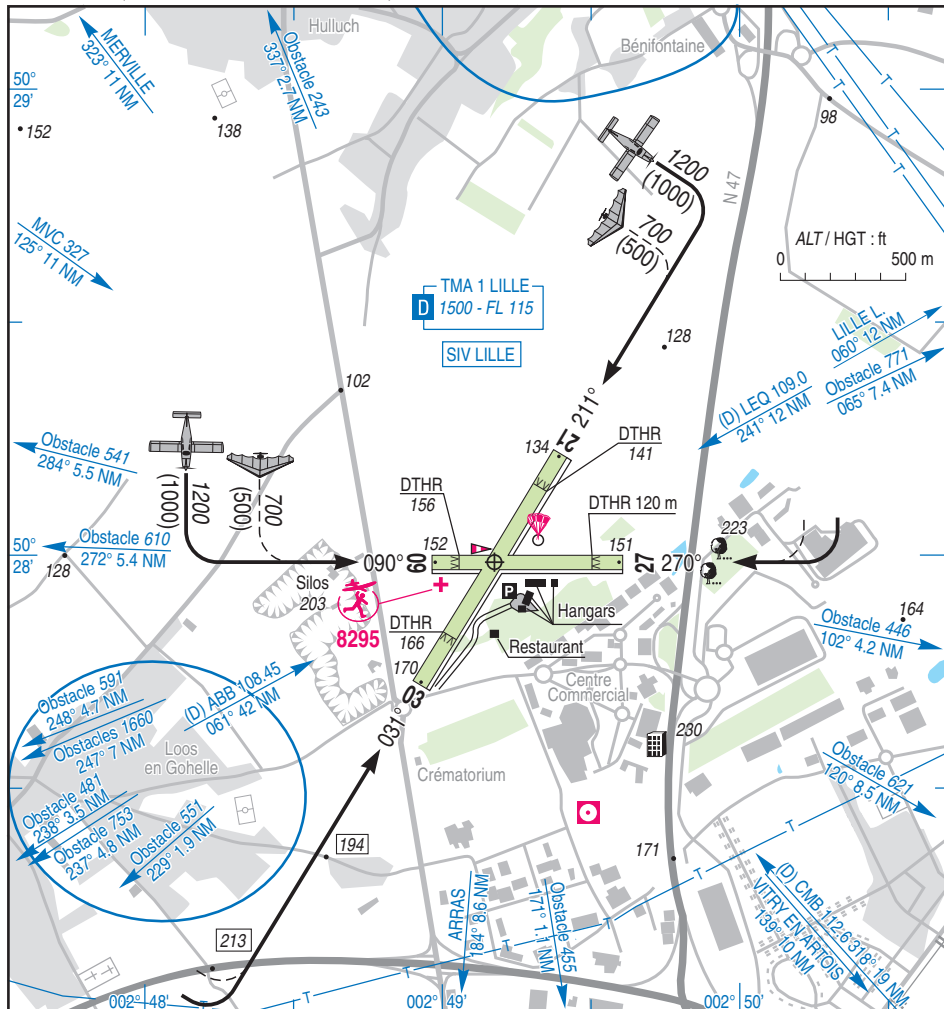 Hulluch
Bénifontaine
MERVILLE
323° 11 NM
Obstacle 243
337° 2.7 NM
50°
29'
152
138
98
1200
(1000)
700
(500)
N 47
ALT / HGT : ft
0 500 m
MVC 327
125° 11 NM
TMA 1 LILLE
D 1500 - FL 115
SIV LILLE
128
LILLE L.
060° 12 NM
Obstacle 771
065° 7.4 NM
(D) LEQ 109.0
241° 12 NM
102
211°
21
134
DTHR
141
Obstacle 541
284° 5.5 NM
1200
(1000)
700
(500)
DTHR
156
DTHR 120 m
Obstacle 610
272° 5.4 NM
50°
28'
128
090°
09
152
151
27
270°
223
Silos
203
8295
P
Hangars
Restaurant
DTHR
166
170
03
031°
164
Obstacle 446
102° 4.2 NM
Centre
Commercial
230
(D) ABB 108.45
061° 42 NM
Obstacle 591
248° 4.7 NM
Obstacles 1660
247° 7 NM
Loos
en Gohelle
Obstacle 481
238° 3.5 NM
Obstacle 753
237° 4.8 NM
Obstacle 551
229° 1.9 NM
Crématorium
Obstacle 621
120° 8.5 NM
194
171
213
ARRAS
184° 8.6 NM
Obstacle 455
171° 1.1 NM
(D) CMB 112.6 318° 19 NM
VITRY EN ARTOIS
139° 10 NM
T
T
T
T
T
T
T
002° 48'
002° 49'
002° 50'